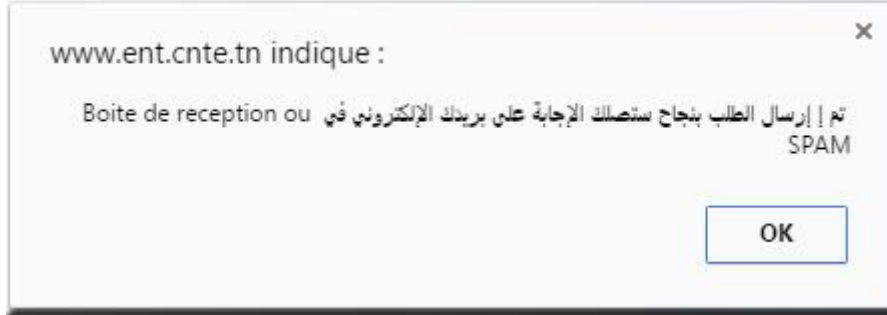 www.ent.cnte.tn indique :
تم | إرسال الطلب بنجاح ستصلك الإجابة على بريدك الإلكتروني في Boite de reception ou
SPAM
OK